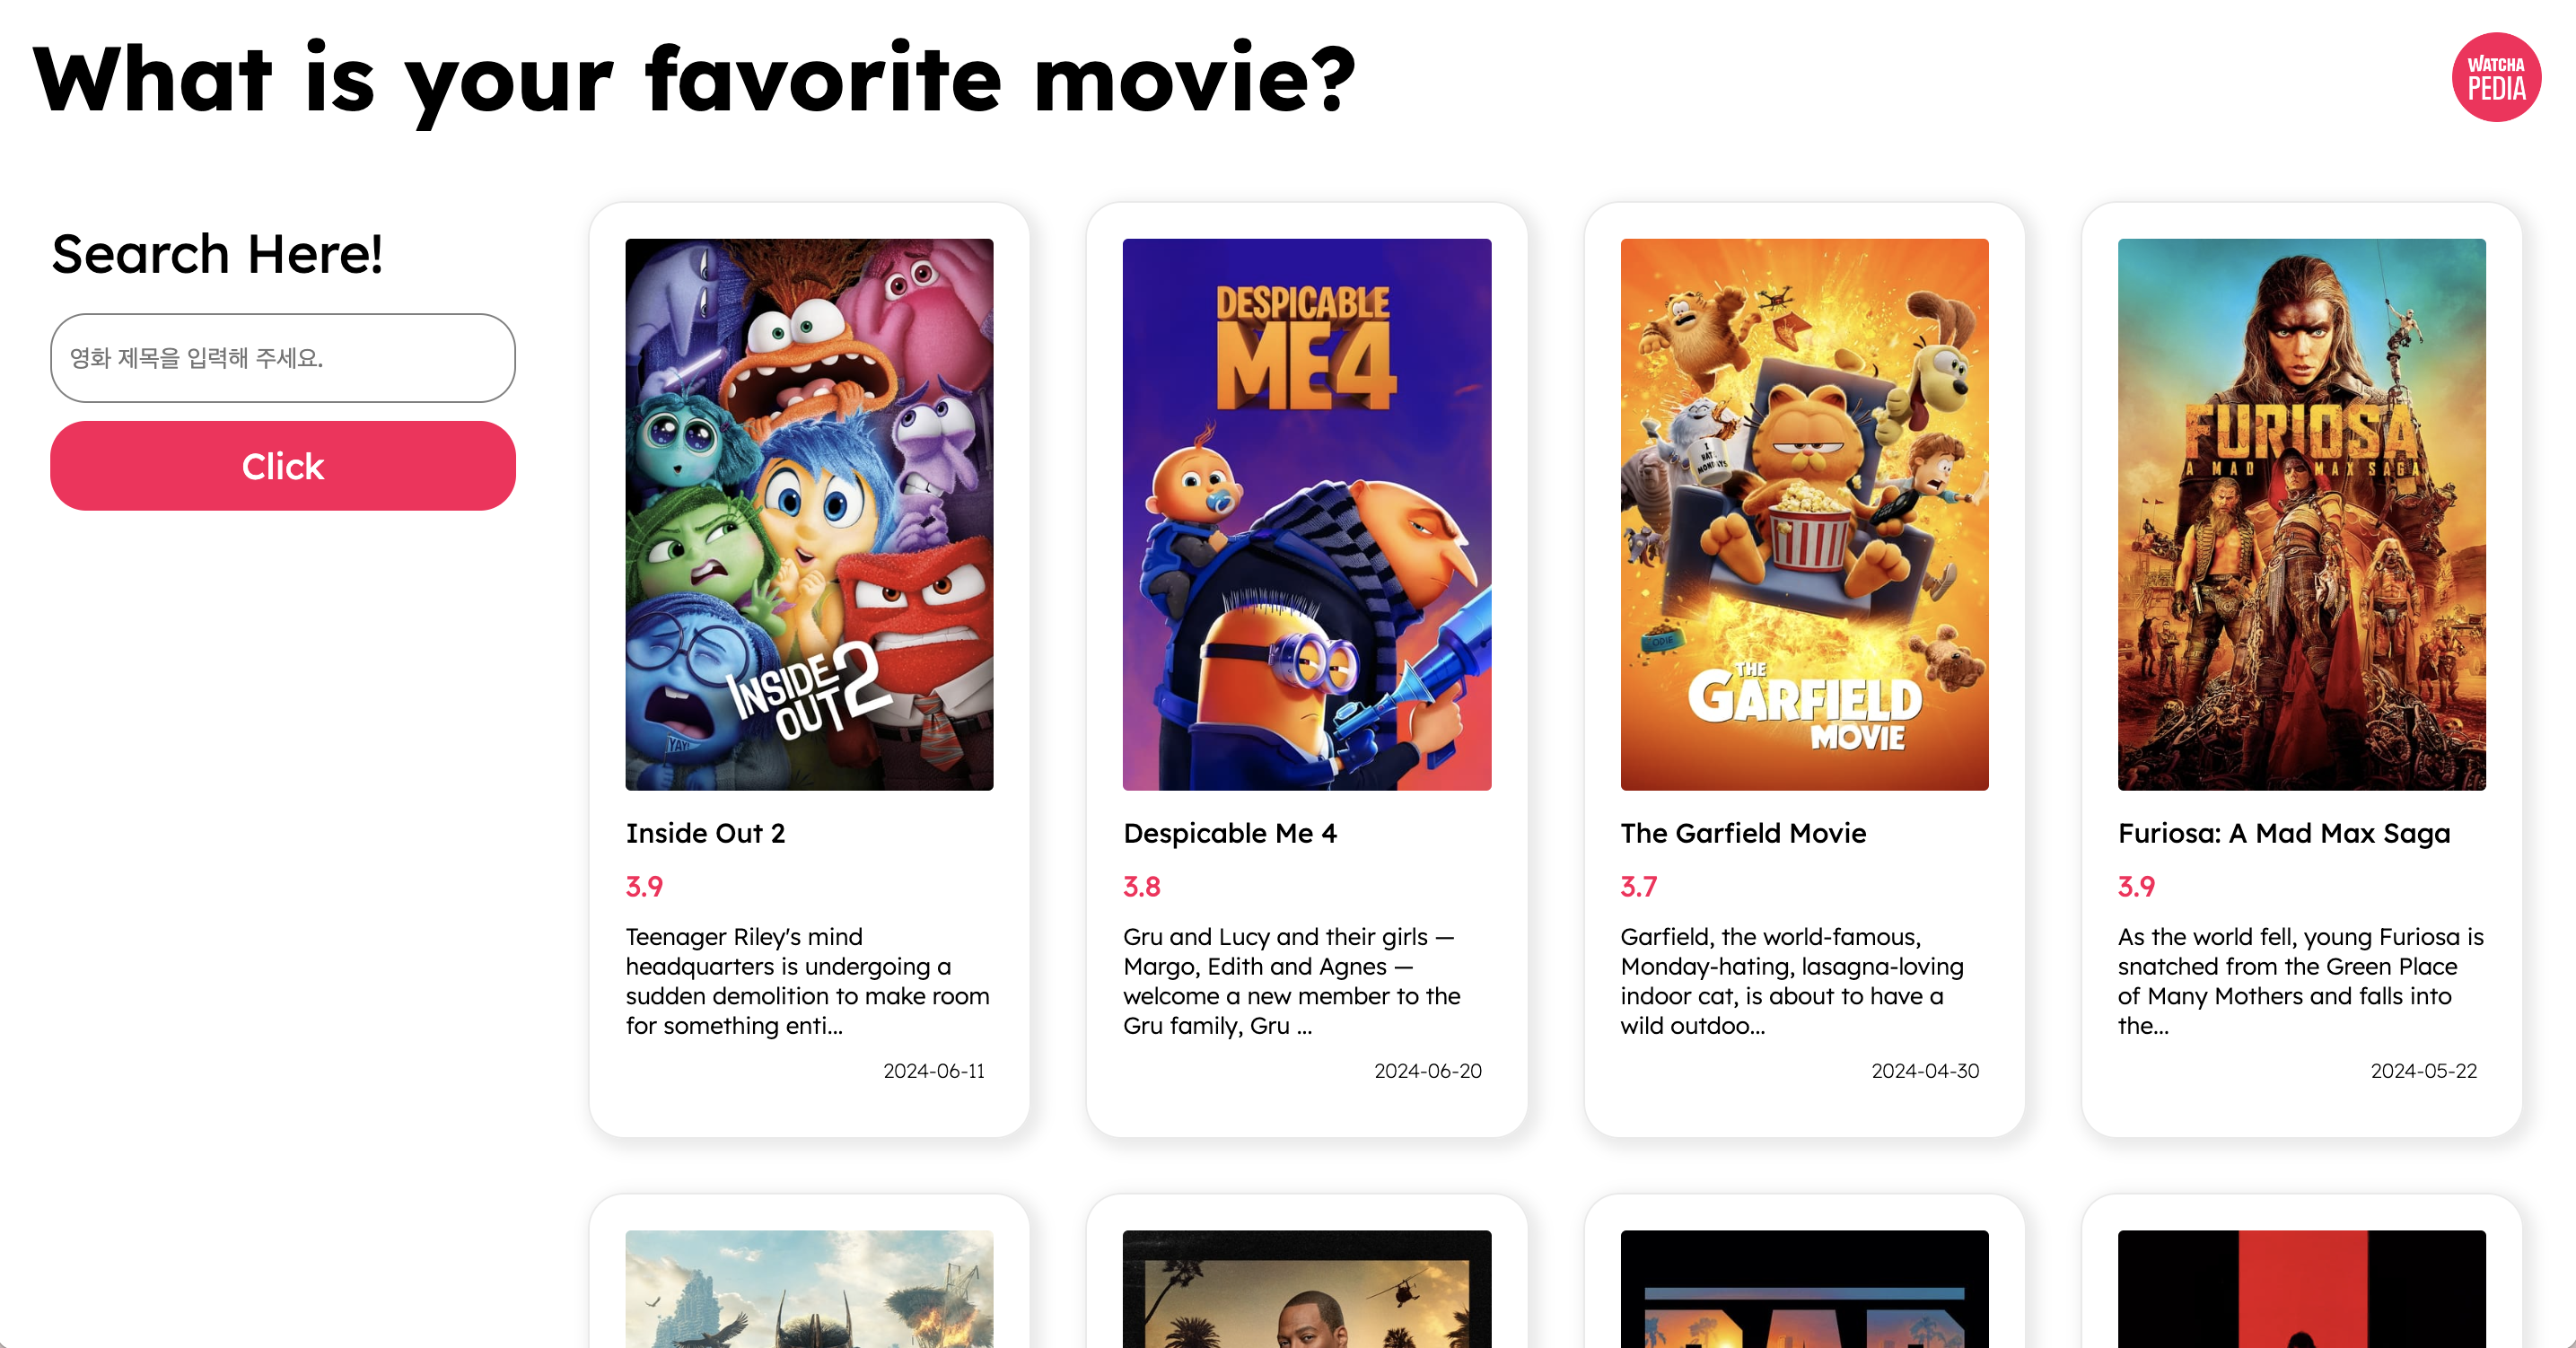 What is your favorite movie?
WATCHA
PEDIA
Search Here!
영화 제목을 입력해 주세요.
Click
INSIDE
OUT 2
YAY!
Inside Out 2
3.9
Teenager Riley's mind
headquarters is undergoing a
sudden demolition to make room
for something enti...
2024-06-11
DESPICABLE
ME4
Despicable Me 4
3.8
Gru and Lucy and their girls —
Margo, Edith and Agnes —
welcome a new member to the
Gru family, Gru ...
2024-06-20
I
HATE
MONDAYS
ODIE
THE
GARFIELD
MOVIE
The Garfield Movie
3.7
Garfield, the world-famous,
Monday-hating, lasagna-loving
indoor cat, is about to have a
wild outdoo...
2024-04-30
FURIOSA
A MAD MAX SAGA
Furiosa: A Mad Max Saga
3.9
As the world fell, young Furiosa is
snatched from the Green Place
of Many Mothers and falls into
the...
2024-05-22